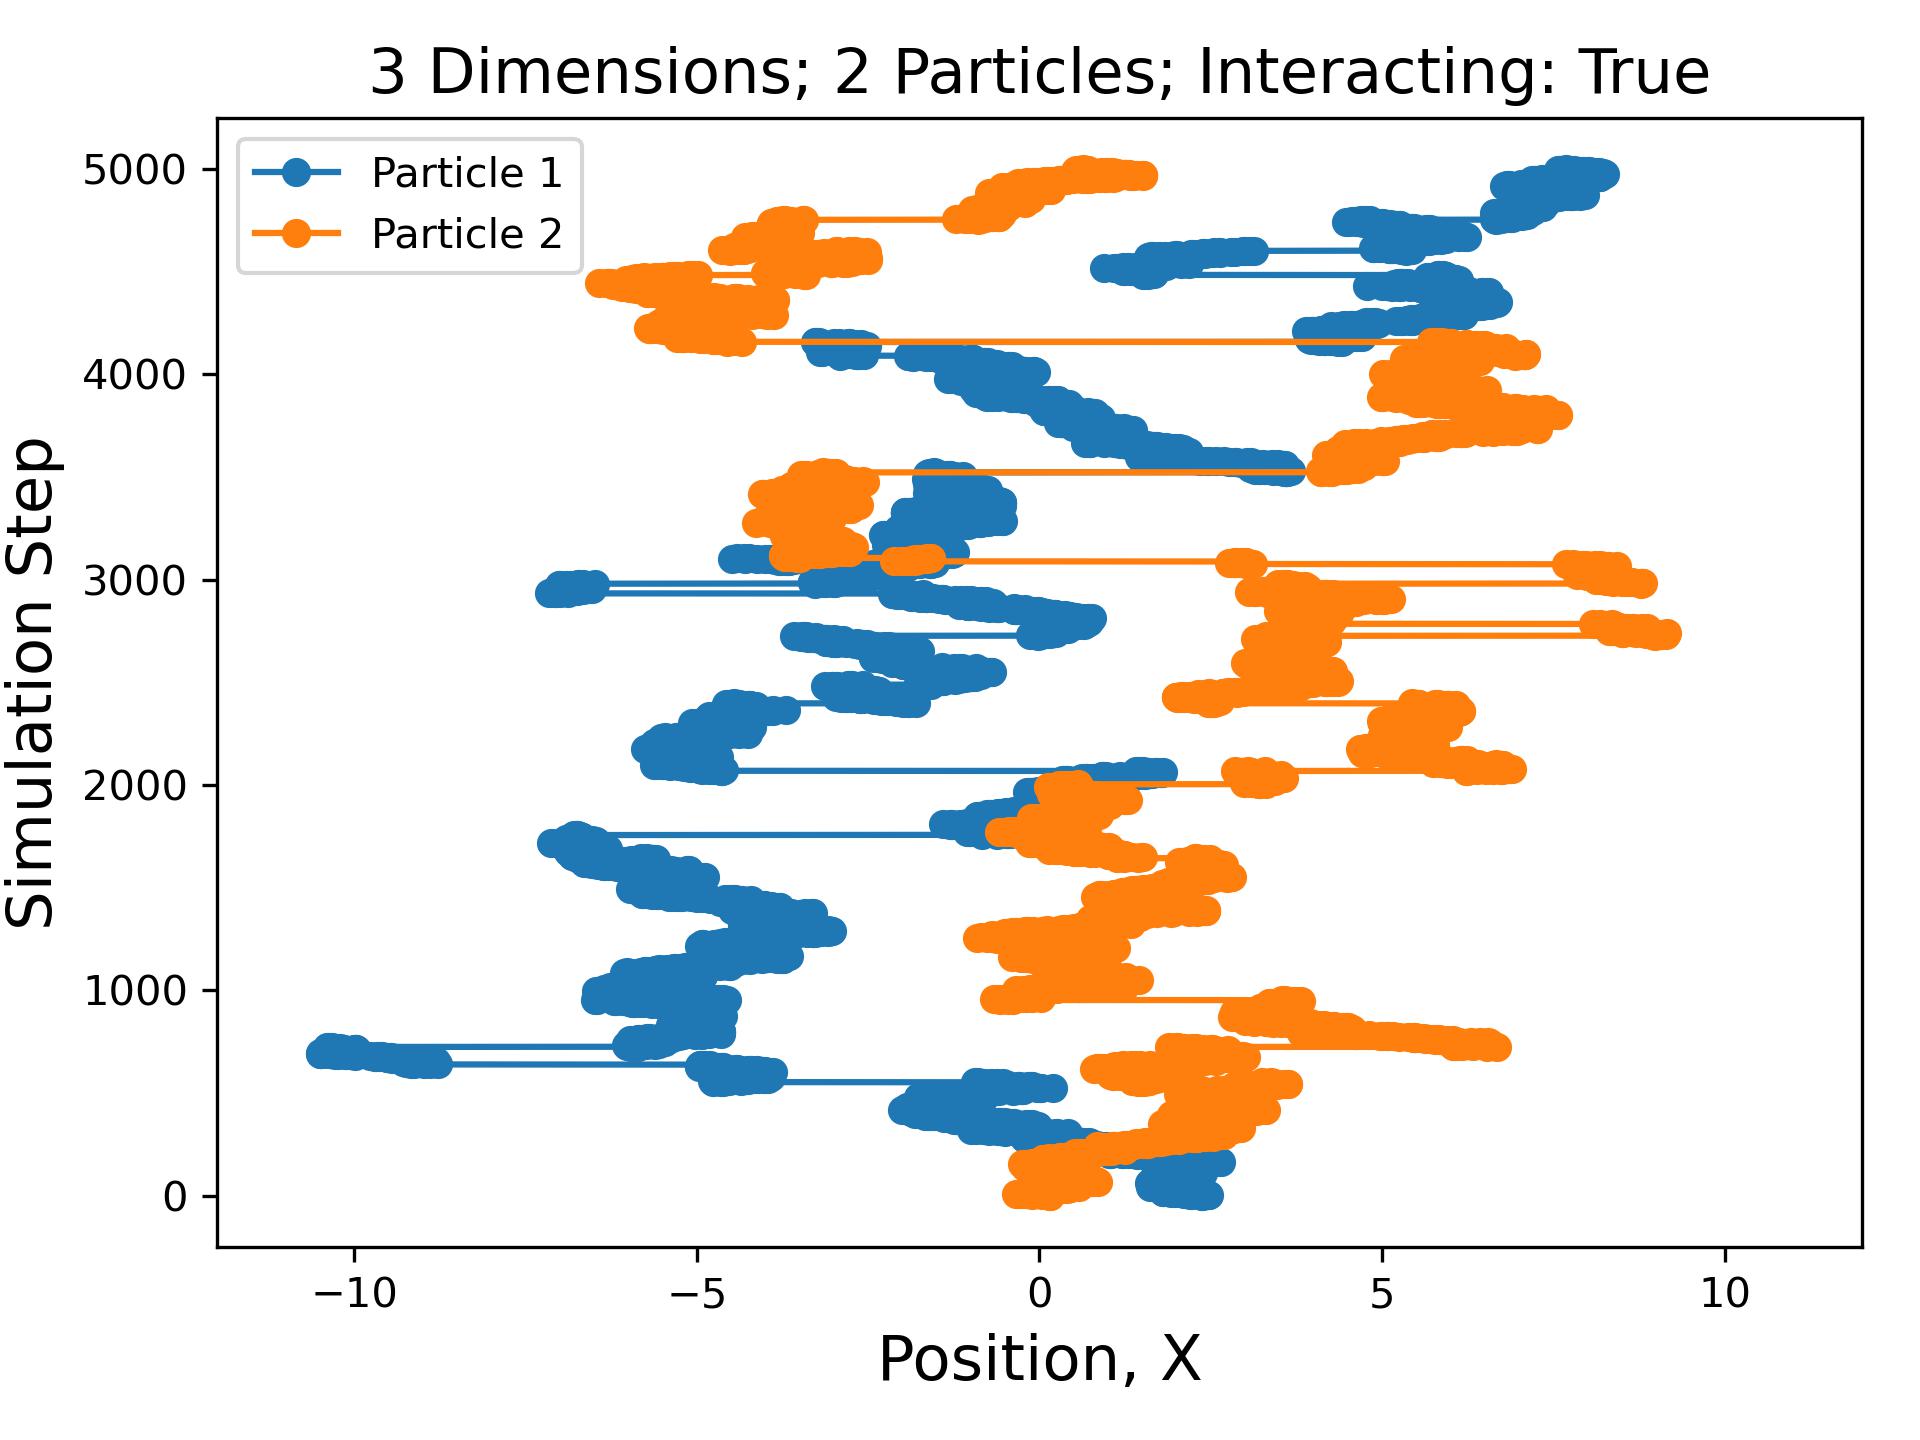 3 Dimensions; 2 Particles; Interacting: True
Particle 1
Particle 2
5000
4000
3000
2000
1000
0
Simulation Step
−10
−5
0
5
10
Position, X